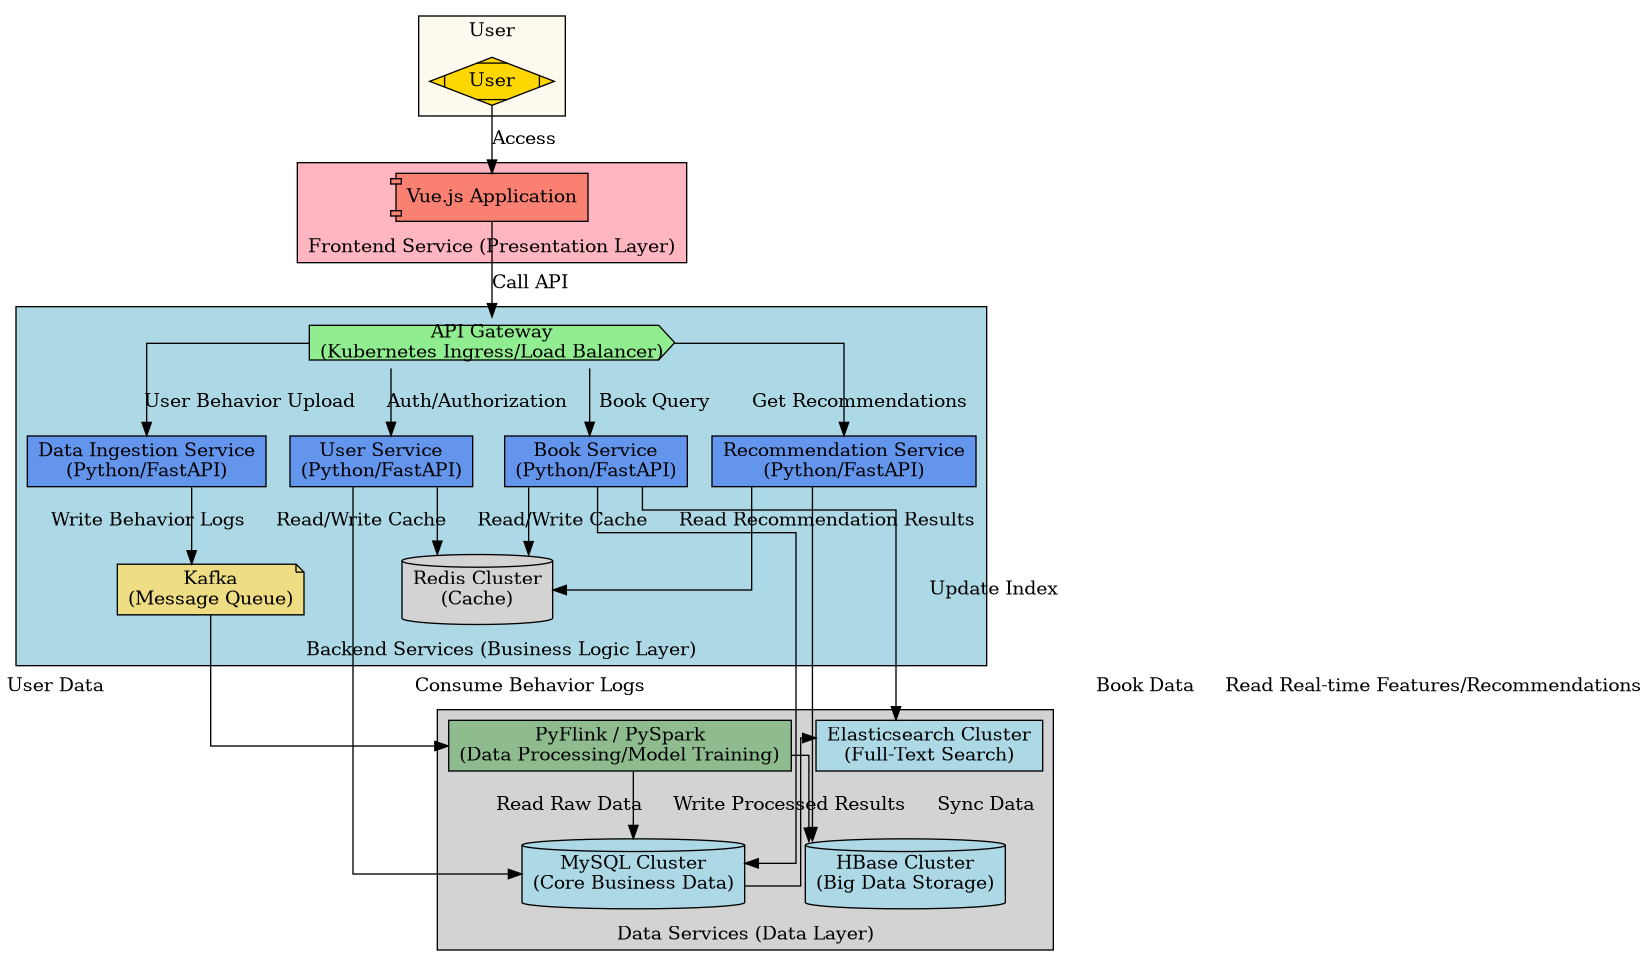 User
User
Access
Vue.js Application
Frontend Service (Presentation Layer)
Call API
API Gateway
(Kubernetes Ingress/Load Balancer)
User Behavior Upload
Auth/Authorization
Book Query
Get Recommendations
Data Ingestion Service
(Python/FastAPI)
User Service
(Python/FastAPI)
Book Service
(Python/FastAPI)
Recommendation Service
(Python/FastAPI)
Write Behavior Logs
Read/Write Cache
Read/Write Cache
Read Recommendation Results
Kafka
(Message Queue)
Redis Cluster
(Cache)
Update Index
Backend Services (Business Logic Layer)
User Data
Consume Behavior Logs
Book Data
Read Real-time Features/Recommendations
PyFlink / PySpark
(Data Processing/Model Training)
Elasticsearch Cluster
(Full-Text Search)
Read Raw Data
Write Processed Results
Sync Data
MySQL Cluster
(Core Business Data)
HBase Cluster
(Big Data Storage)
Data Services (Data Layer)